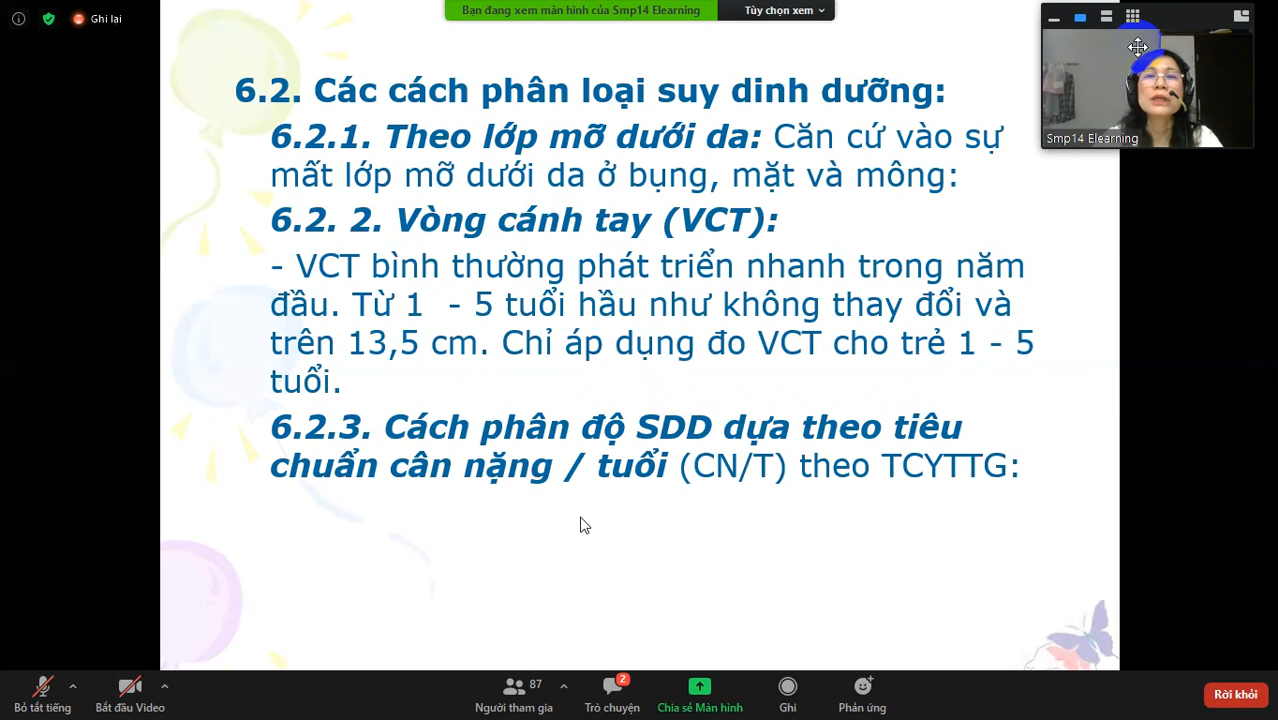 Ghi lại
Bạn đang xem màn hình của Smp14 Elearning
Tùy chọn xem
Smp14 Elearning
6.2. Các cách phân loại suy dinh dưỡng:
6.2.1. Theo lớp mỡ dưới da: Căn cứ vào sự
mất lớp mỡ dưới da ở bụng, mặt và mông:
6.2. 2. Vòng cánh tay (VCT):
- VCT bình thường phát triển nhanh trong năm
đầu. Từ 1 - 5 tuổi hầu như không thay đổi và
trên 13,5 cm. Chỉ áp dụng đo VCT cho trẻ 1 - 5
tuổi.
6.2.3. Cách phân độ SDD dựa theo tiêu
chuẩn cân nặng / tuổi (CN/T) theo TCYTTG:
Bỏ tắt tiếng
Bắt đầu Video
87
Người tham gia
2
Trò chuyện
Chia sẻ Màn hình
Ghi
Phản ứng
Rời khỏi